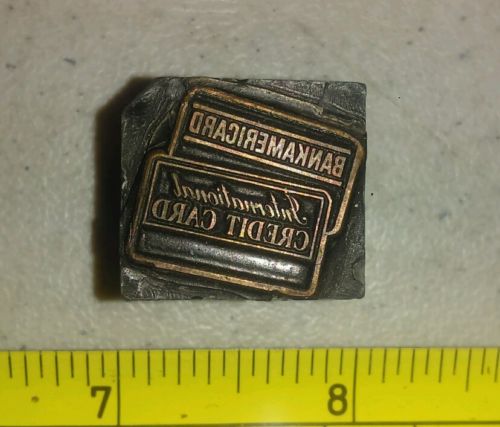 BANKAMERICARD
International
CREDIT CARD
7 8